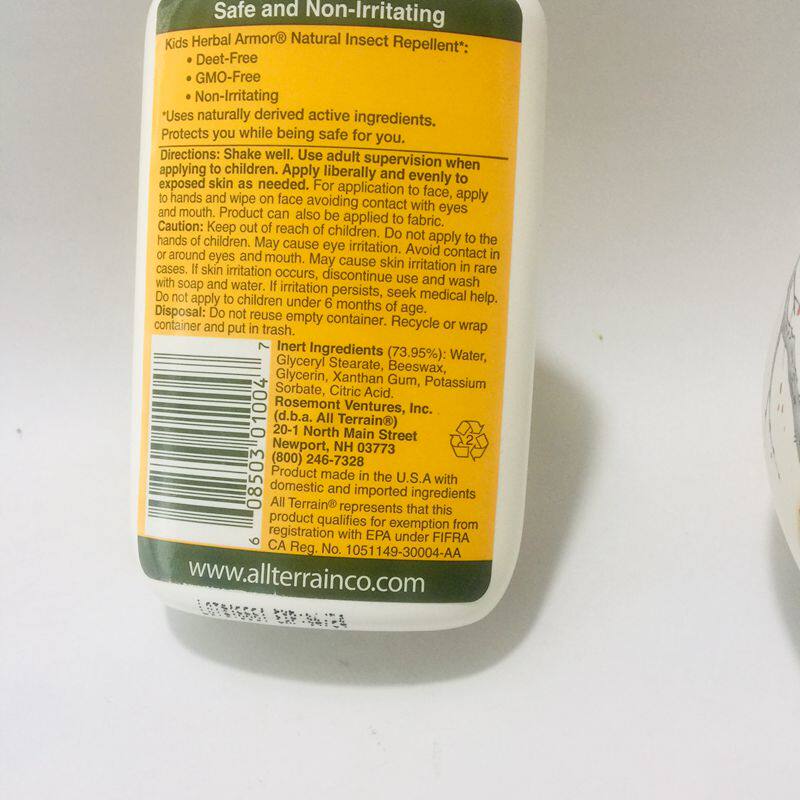 Safe and Non-Irritating
Kids Herbal Armor® Natural Insect Repellent*:
• Deet-Free
• GMO-Free
• Non-Irritating
*Uses naturally derived active ingredients.
Protects you while being safe for you.
Directions: Shake well. Use adult supervision when
applying to children. Apply liberally and evenly to
exposed skin as needed. For application to face, apply
to hands and wipe on face avoiding contact with eyes
and mouth. Product can also be applied to fabric.
Caution: Keep out of reach of children. Do not apply to the
hands of children. May cause eye irritation. Avoid contact in
or around eyes and mouth. May cause skin irritation in rare
cases. If skin irritation occurs, discontinue use and wash
with soap and water. If irritation persists, seek medical help.
Do not apply to children under 6 months of age.
Disposal: Do not reuse empty container. Recycle or wrap
container and put in trash.
6 08503 01004 7
Inert Ingredients (73.95%): Water,
Glyceryl Stearate, Beeswax,
Glycerin, Xanthan Gum, Potassium
Sorbate, Citric Acid.
Rosemont Ventures, Inc.
(d.b.a. All Terrain®)
20-1 North Main Street
Newport, NH 03773
(800) 246-7328
2
Product made in the U.S.A with
domestic and imported ingredients
All Terrain® represents that this
product qualifies for exemption from
registration with EPA under FIFRA
CA Reg. No. 1051149-30004-AA
www.allterrainco.com